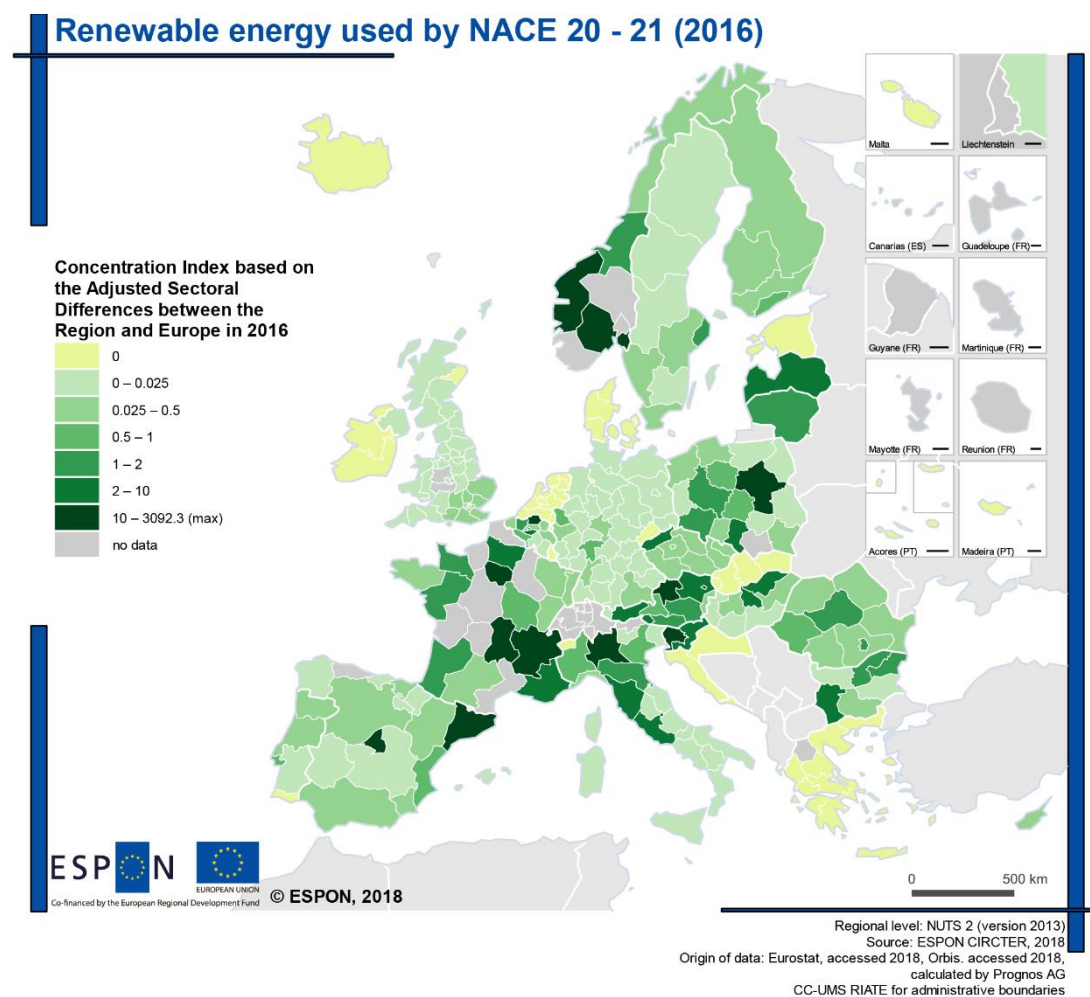 Renewable energy used by NACE 20 - 21 (2016)
Malta
Liechtenstein
Canarias (ES)
Guadeloupe (FR)
Guyane (FR)
Martinique (FR)
Mayotte (FR)
Reunion (FR)
Acores (PT)
Madeira (PT)
Concentration Index based on
the Adjusted Sectoral
Differences between the
Region and Europe in 2016
0
0 – 0.025
0.025 – 0.5
0.5 – 1
1 – 2
2 – 10
10 – 3092.3 (max)
no data
ESPON
EUROPEAN UNION
Co-financed by the European Regional Development Fund
© ESPON, 2018
0 500 km
Regional level: NUTS 2 (version 2013)
Source: ESPON CIRCTER, 2018
Origin of data: Eurostat, accessed 2018, Orbis. accessed 2018,
calculated by Prognos AG
CC-UMS RIATE for administrative boundaries